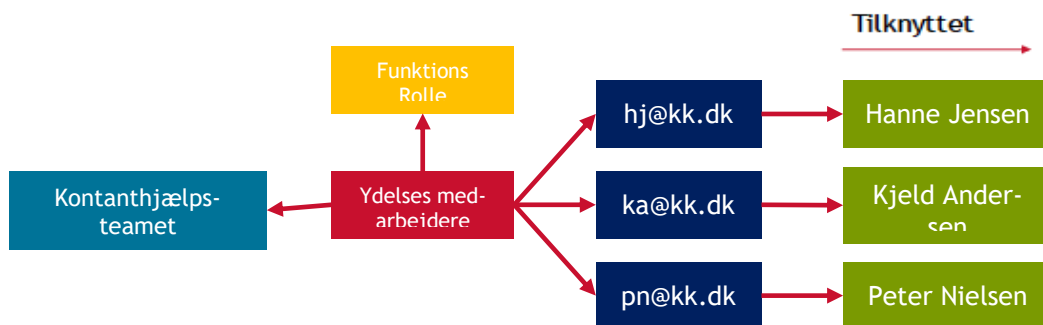 Tilknyttet
Funktions
Rolle
hj@kk.dk
Hanne Jensen
Kontanthjælps-
teamet
Ydelses med-
arbejdere
ka@kk.dk
Kjeld Ander-
sen
pn@kk.dk
Peter Nielsen